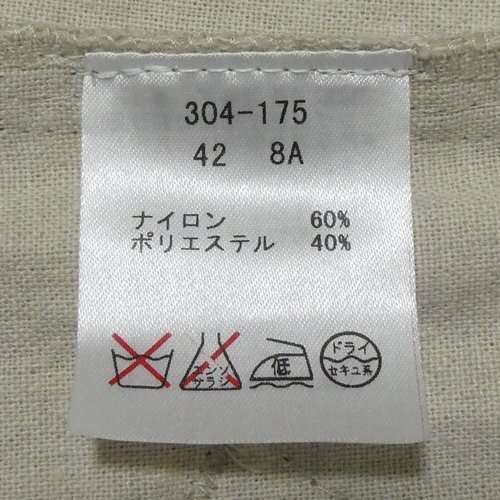 304-175
42 8A
ナイロン 60%
ポリエステル 40%
エンソ
サラシ
低
ドライ
セキユ系